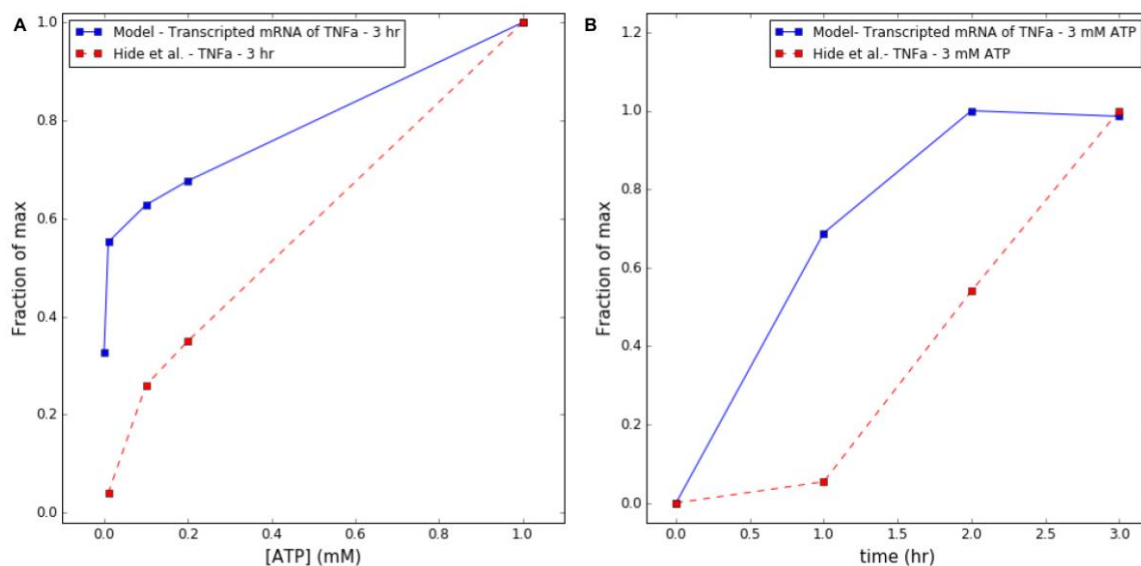 A
Model - Transcripted mRNA of TNFa - 3 hr
Hide et al. - TNFa - 3 hr
Fraction of max
1.0
0.8
0.6
0.4
0.2
0.0
0.0 0.2 0.4 0.6 0.8 1.0
[ATP] (mM)
B
Model - Transcripted mRNA of TNFa - 3 mM ATP
Hide et al.- TNFa - 3 mM ATP
Fraction of max
1.2
1.0
0.8
0.6
0.4
0.2
0.0
0.0 0.5 1.0 1.5 2.0 2.5 3.0
time (hr)